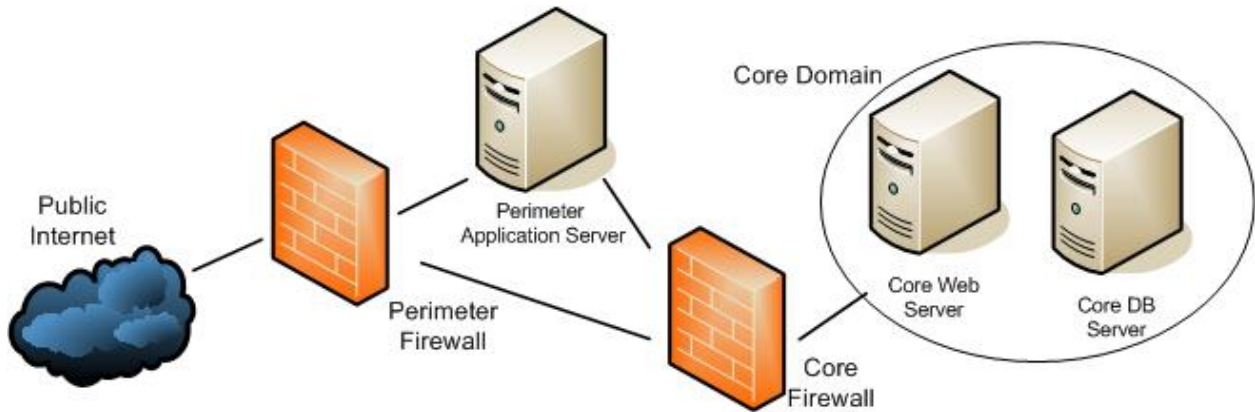 Public
Internet
Perimeter
Firewall
Perimeter
Application Server
Core
Firewall
Core Domain
Core Web
Server
Core DB
Server